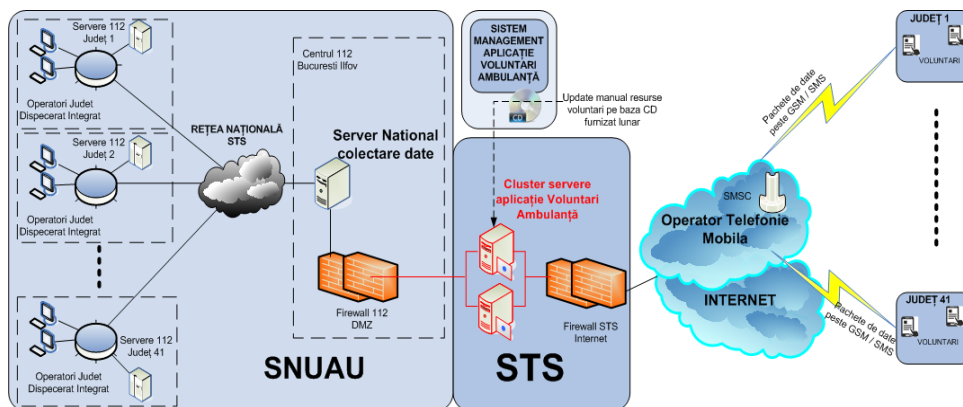 Servere 112
Județ 1
Operatori Judet
Dispecerat Integrat
Servere 112
Județ 2
Operatori Judet
Dispecerat Integrat
Servere 112
Județ 41
Operatori Judet
Dispecerat Integrat
REȚEA NAȚIONALĂ
STS
Centrul 112
Bucuresti Ilfov
Server National
colectare date
Firewall 112
DMZ
SNUAU
SISTEM
MANAGEMENT
APLICAȚIE
VOLUNTARI
AMBULANȚĂ
CD
Update manual resurse
voluntari pe baza CD
furnizat lunar
Cluster servere
aplicație Voluntari
Ambulanță
Firewall STS
Internet
STS
SMSC
Operator Telefonie
Mobila
INTERNET
Pachete de date
peste GSM / SMS
Pachete de date
peste GSM / SMS
JUDEȚ 1
VOLUNTARI
JUDEȚ 41
VOLUNTARI